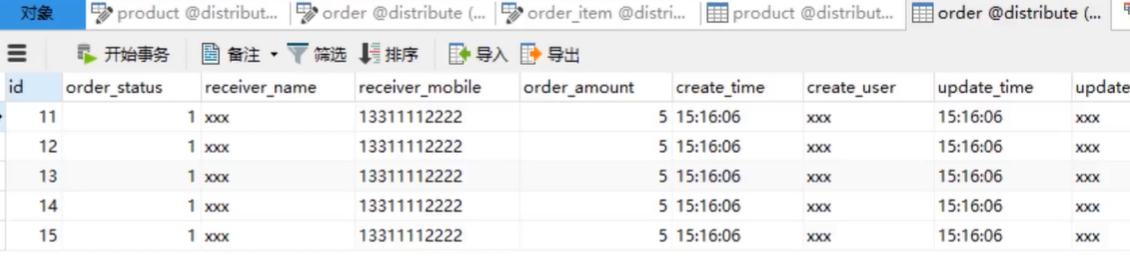 对象 product @distribut... order @distribute (... order_item @distri... product @distribut... order @distribute (...
开始事务 备注 筛选 排序 导入 导出
id order_status receiver_name receiver_mobile order_amount create_time create_user update_time update
11 1 xxx 13311112222 5 15:16:06 xxx 15:16:06 xxx
12 1 xxx 13311112222 5 15:16:06 xxx 15:16:06 xxx
13 1 xxx 13311112222 5 15:16:06 xxx 15:16:06 xxx
14 1 xxx 13311112222 5 15:16:06 xxx 15:16:06 xxx
15 1 xxx 13311112222 5 15:16:06 xxx 15:16:06 xxx